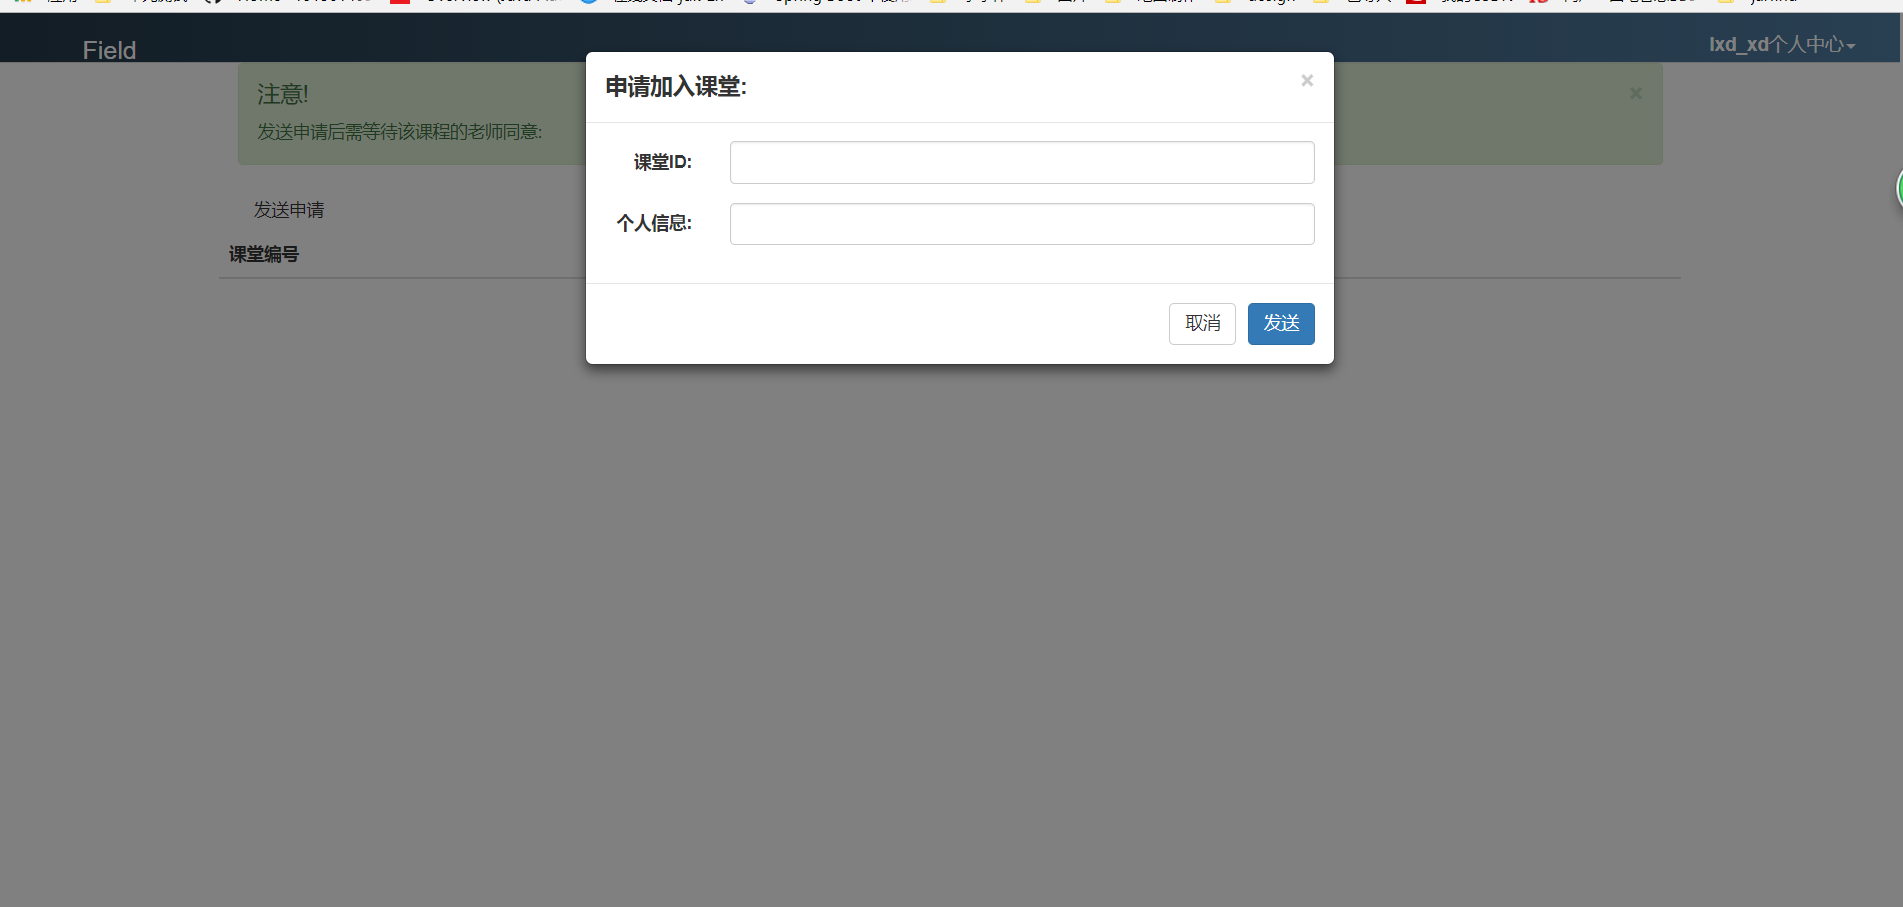 Field
lxd_xd个人中心
注意!
×
发送申请后需等待该课程的老师同意:
发送申请
课堂编号
申请加入课堂:
×
课堂ID:
个人信息:
取消
发送